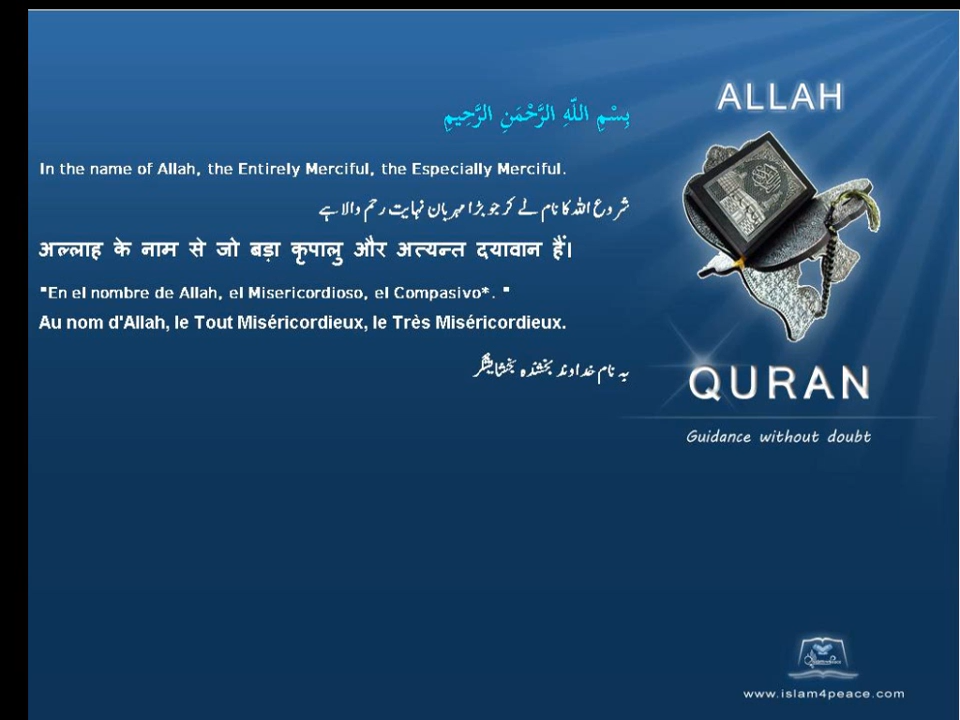 بِسْمِ اللَّهِ الرَّحْمَنِ الرَّحِيمِ
In the name of Allah, the Entirely Merciful, the Especially Merciful.
شروع اللہ کا نام لے کر جو بڑا مہربان نہایت رحم والا ہے
अल्लाह के नाम से जो बड़ा कृपालु और अत्यन्त दयावान हैं।
"En el nombre de Allah, el Misericordioso, el Compasivo*. "
Au nom d'Allah, le Tout Miséricordieux, le Très Miséricordieux.
به نام خداوند بخشنده بخشایشگر
ALLAH
QURAN
Guidance without doubt
www.islam4peace.com